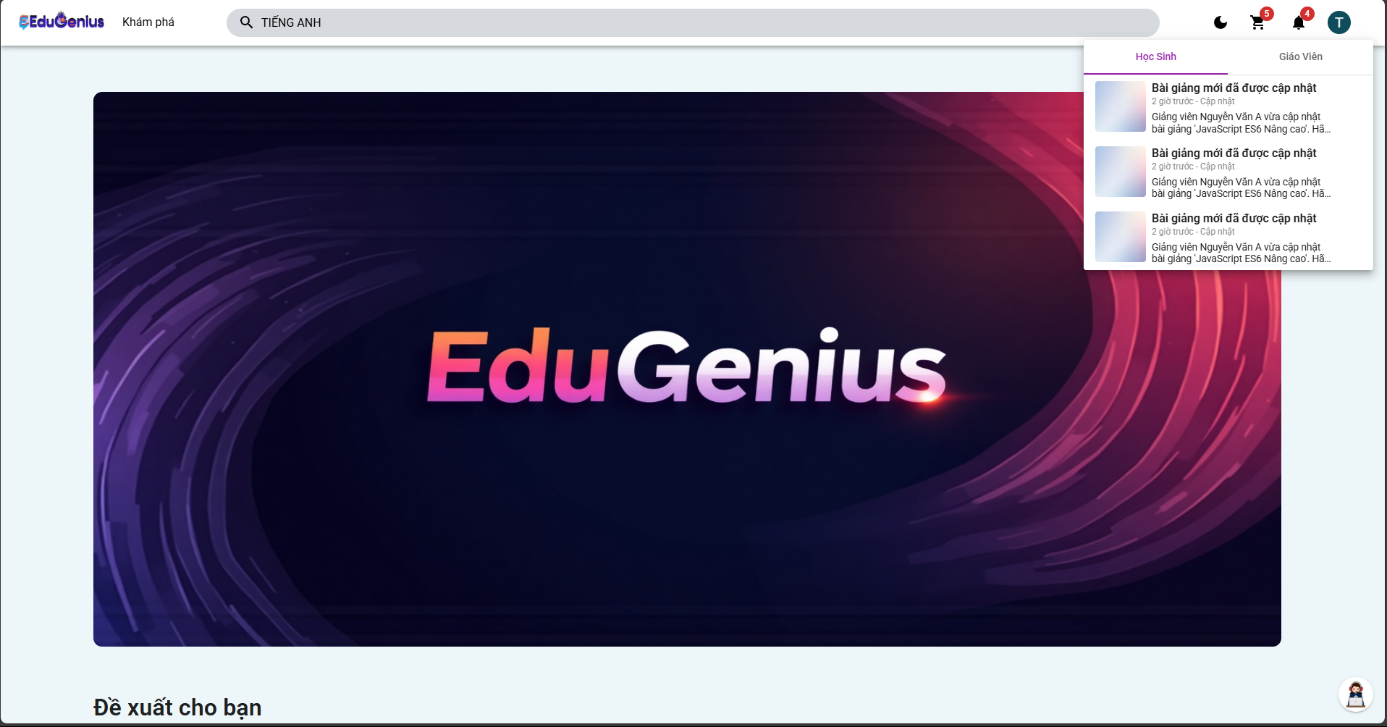 EduGenius
Khám phá
TIẾNG ANH
5
4
T
Học Sinh
Giáo Viên
Bài giảng mới đã được cập nhật
2 giờ trước - Cập nhật
Giảng viên Nguyễn Văn A vừa cập nhật
bài giảng 'JavaScript ES6 Nâng cao'. Hã...
Bài giảng mới đã được cập nhật
2 giờ trước - Cập nhật
Giảng viên Nguyễn Văn A vừa cập nhật
bài giảng 'JavaScript ES6 Nâng cao'. Hã...
Bài giảng mới đã được cập nhật
2 giờ trước - Cập nhật
Giảng viên Nguyễn Văn A vừa cập nhật
bài giảng 'JavaScript ES6 Nâng cao'. Hã...
EduGenius
Đề xuất cho bạn